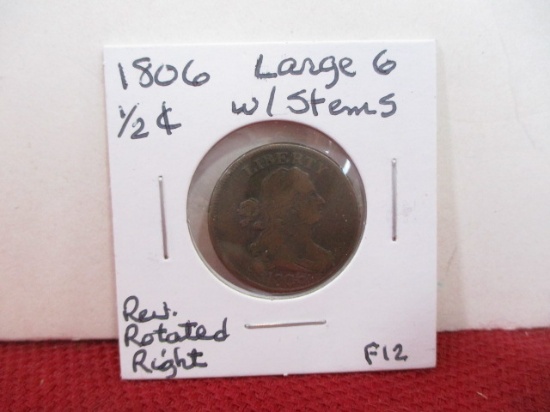 1806 Large 6
1/2 ¢ w/ Stems
LIBERTY
Rev.
Rotated
Right
F12